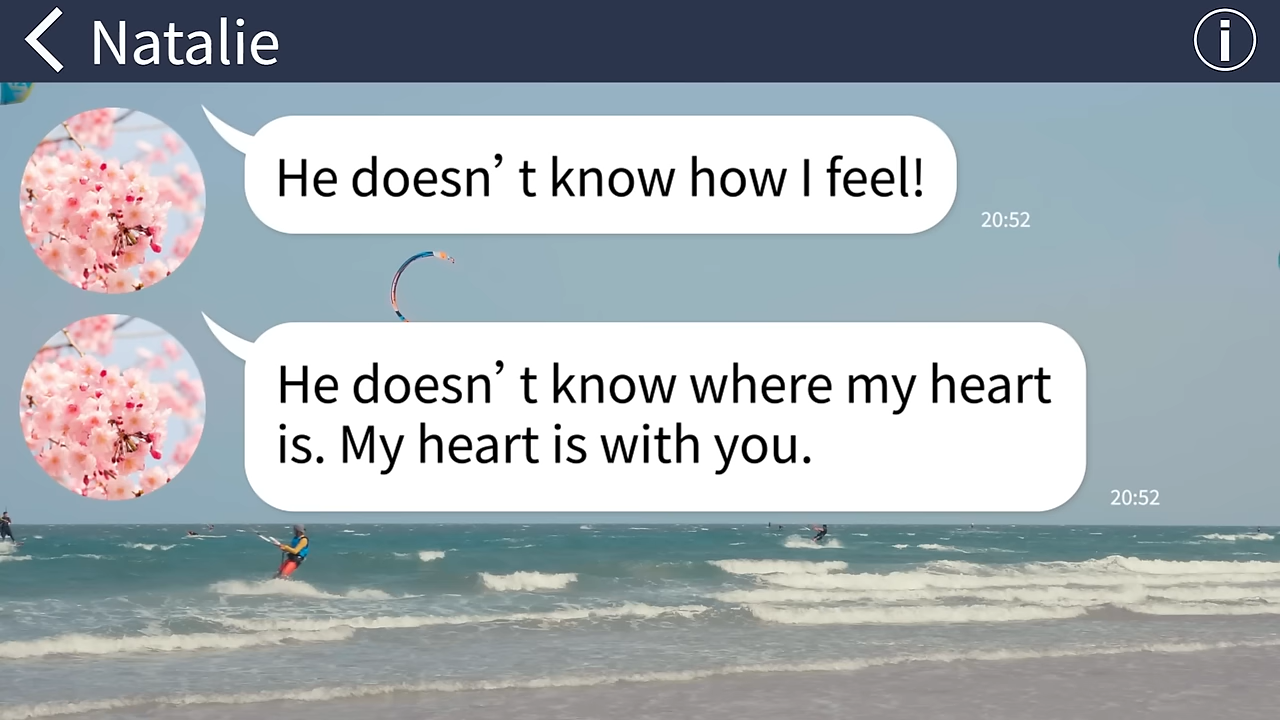 Natalie
He doesn’ t know how I feel!
20:52
He doesn’ t know where my heart
is. My heart is with you.
20:52